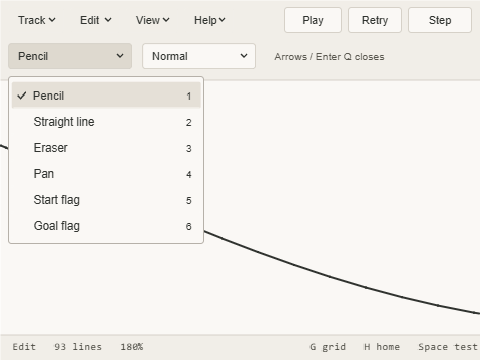 Track Edit View Help Play Retry Step
Pencil Normal Arrows / Enter Q closes
Pencil 1
Straight line 2
Eraser 3
Pan 4
Start flag 5
Goal flag 6
Edit 93 lines 180% G grid H home Space test